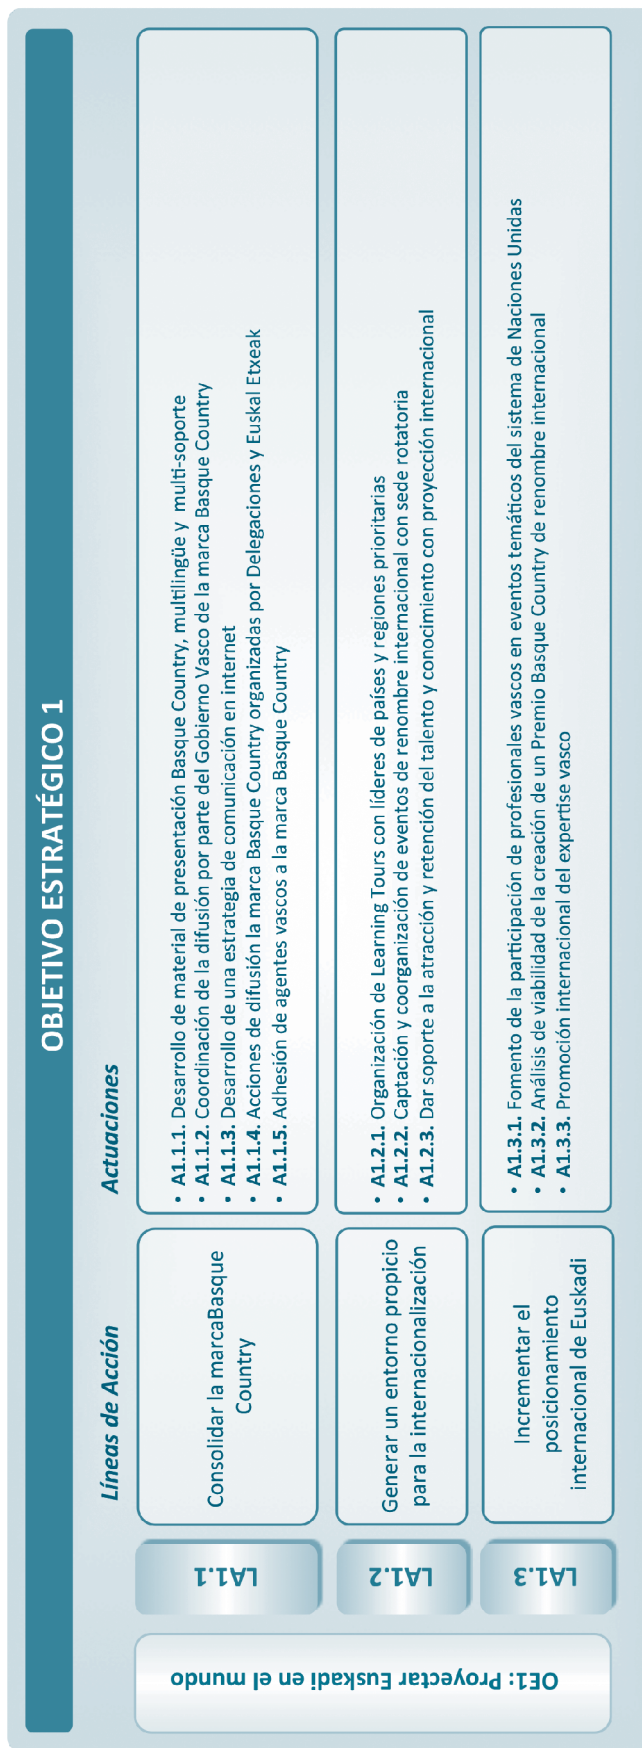 OBJETIVO ESTRATÉGICO 1
Líneas de Acción
Actuaciones
OE1: Proyectar Euskadi en el mundo
LA1.1
Consolidar la marcaBasque
Country
• A1.1.1. Desarrollo de material de presentación Basque Country, multilingüe y multi-soporte
• A1.1.2. Coordinación de la difusión por parte del Gobierno Vasco de la marca Basque Country
• A1.1.3. Desarrollo de una estrategia de comunicación en internet
• A1.1.4. Acciones de difusión la marca Basque Country organizadas por Delegaciones y Euskal Etxeak
• A1.1.5. Adhesión de agentes vascos a la marca Basque Country
LA1.2
Generar un entorno propicio
para la internacionalización
• A1.2.1. Organización de Learning Tours con líderes de países y regiones prioritarias
• A1.2.2. Captación y coorganización de eventos de renombre internacional con sede rotatoria
• A1.2.3. Dar soporte a la atracción y retención del talento y conocimiento con proyección internacional
LA1.3
Incrementar el
posicionamiento
internacional de Euskadi
• A1.3.1. Fomento de la participación de profesionales vascos en eventos temáticos del sistema de Naciones Unidas
• A1.3.2. Análisis de viabilidad de la creación de un Premio Basque Country de renombre internacional
• A1.3.3. Promoción internacional del expertise vasco